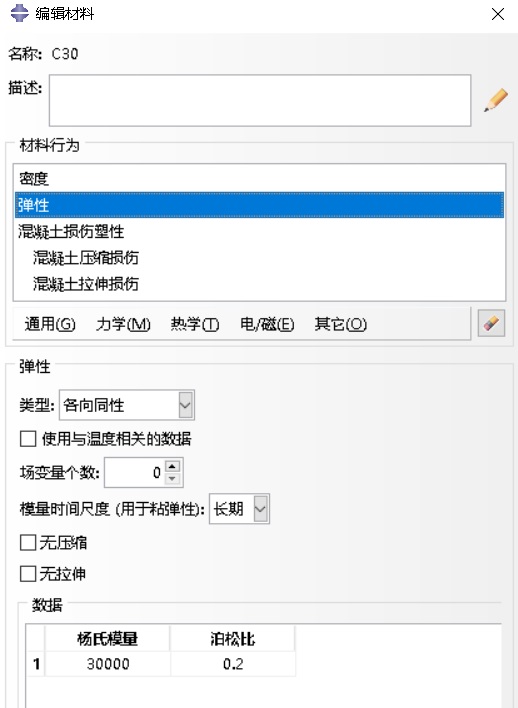 编辑材料
名称: C30
描述:
材料行为
密度
弹性
混凝土损伤塑性
混凝土压缩损伤
混凝土拉伸损伤
通用(G) 力学(M) 热学(T) 电/磁(E) 其它(O)
弹性
类型: 各向同性
使用与温度相关的数据
场变量个数: 0
模量时间尺度 (用于粘弹性): 长期
无压缩
无拉伸
数据
杨氏模量 泊松比
1 30000 0.2